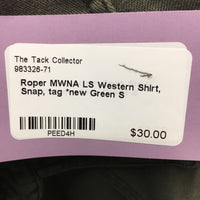 The Tack Collector
983326-71
Roper MWNA LS Western Shirt,
Snap, tag *new Green S
PEED4H
$30.00